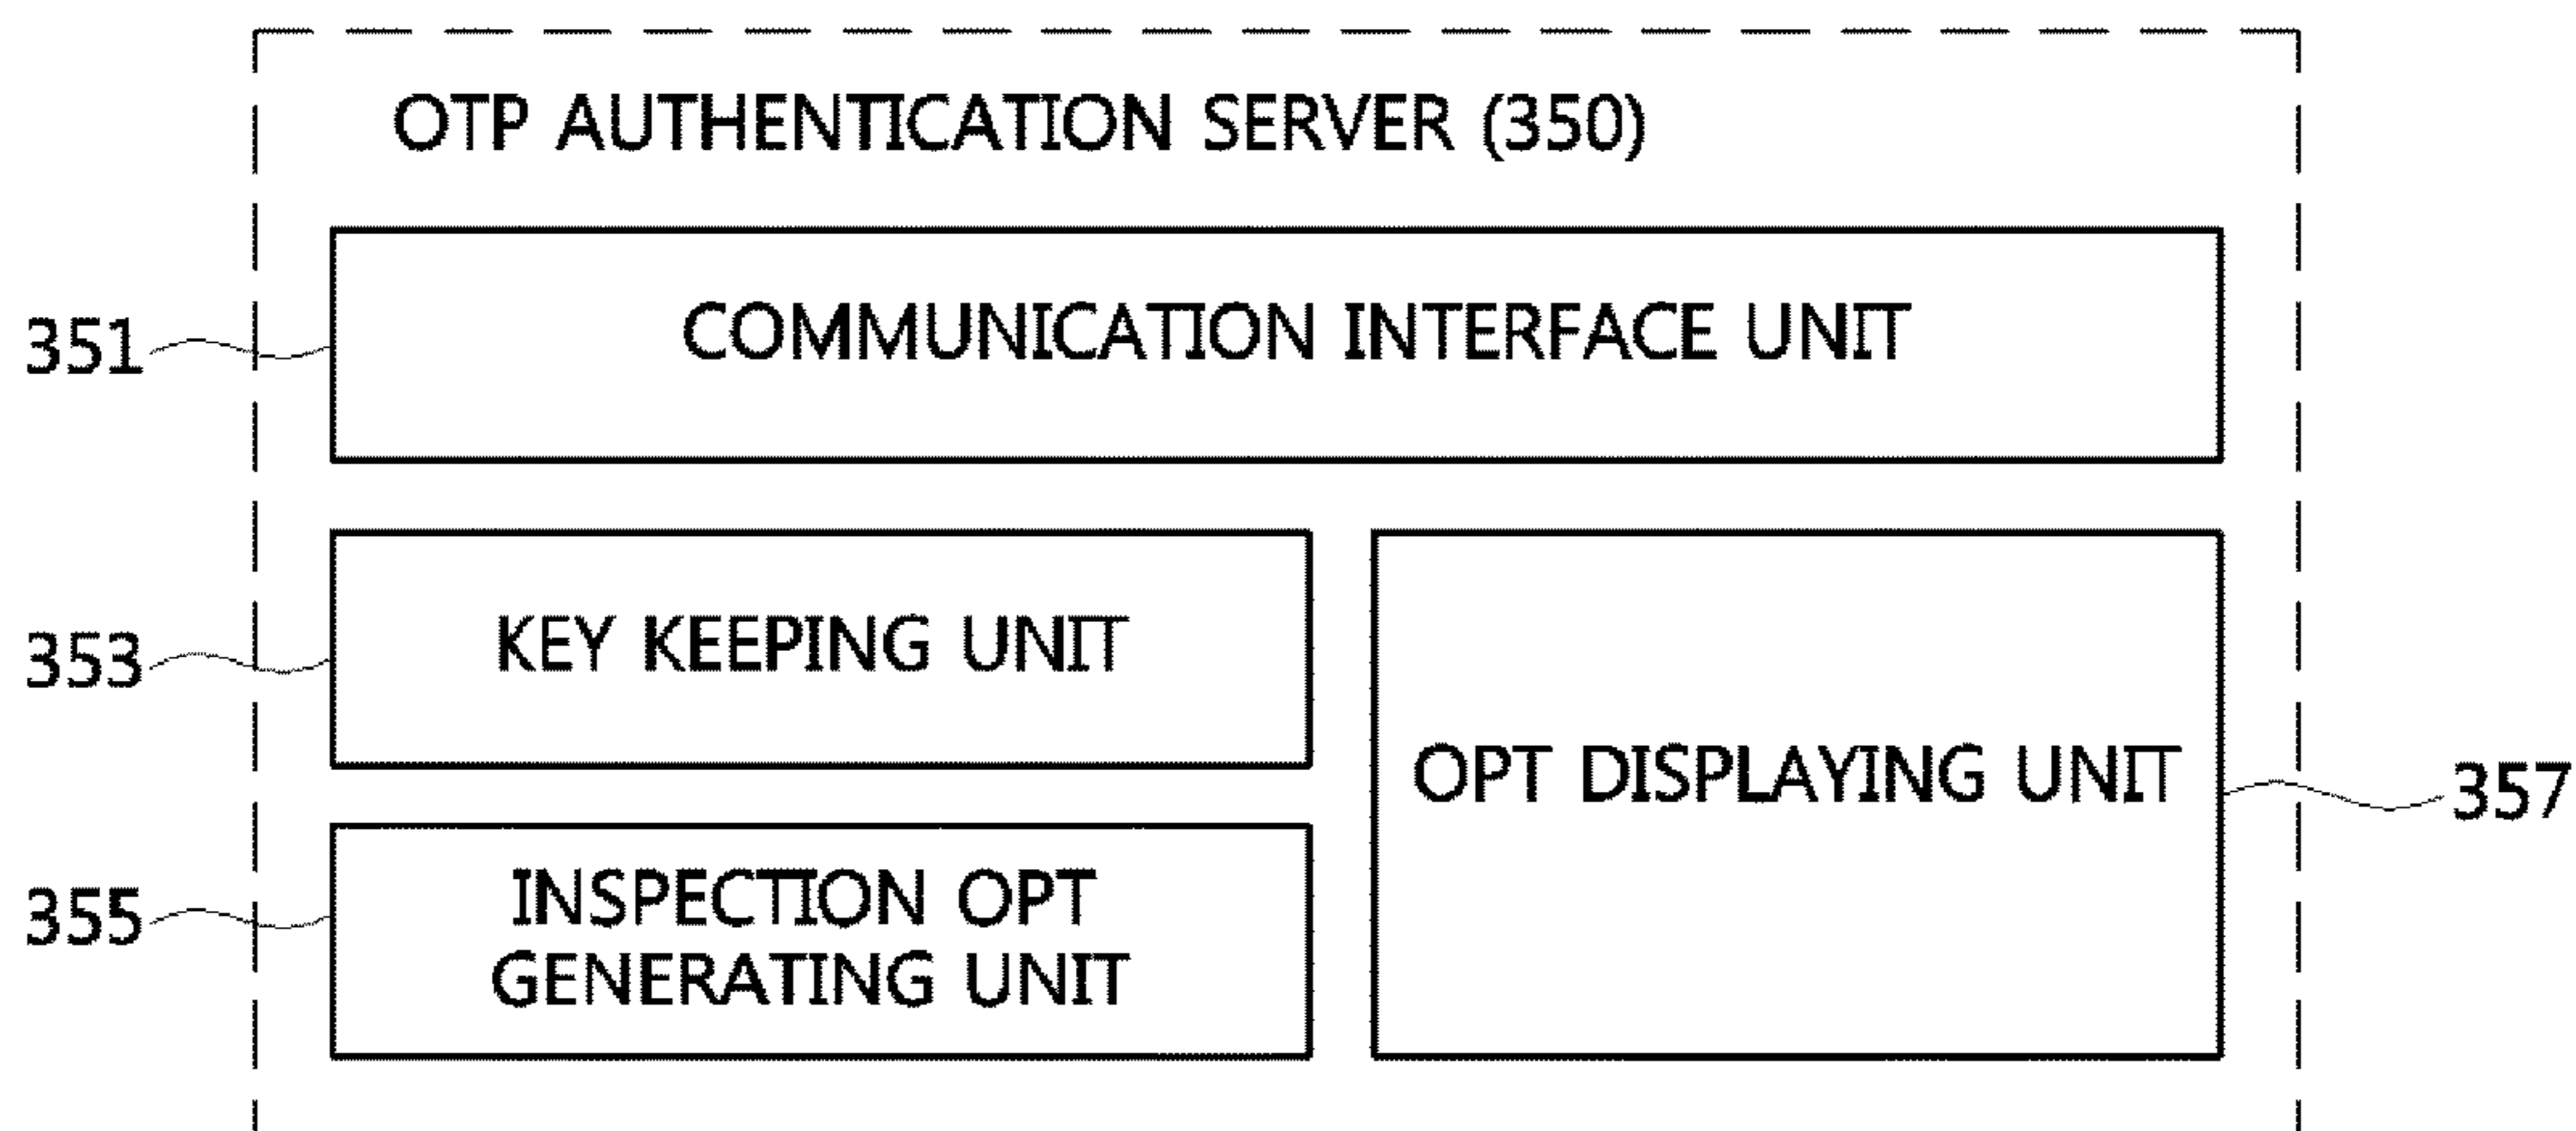 OTP AUTHENTICATION SERVER (350)
351
COMMUNICATION INTERFACE UNIT
353
KEY KEEPING UNIT
OPT DISPLAYING UNIT
357
355
INSPECTION OPT
GENERATING UNIT